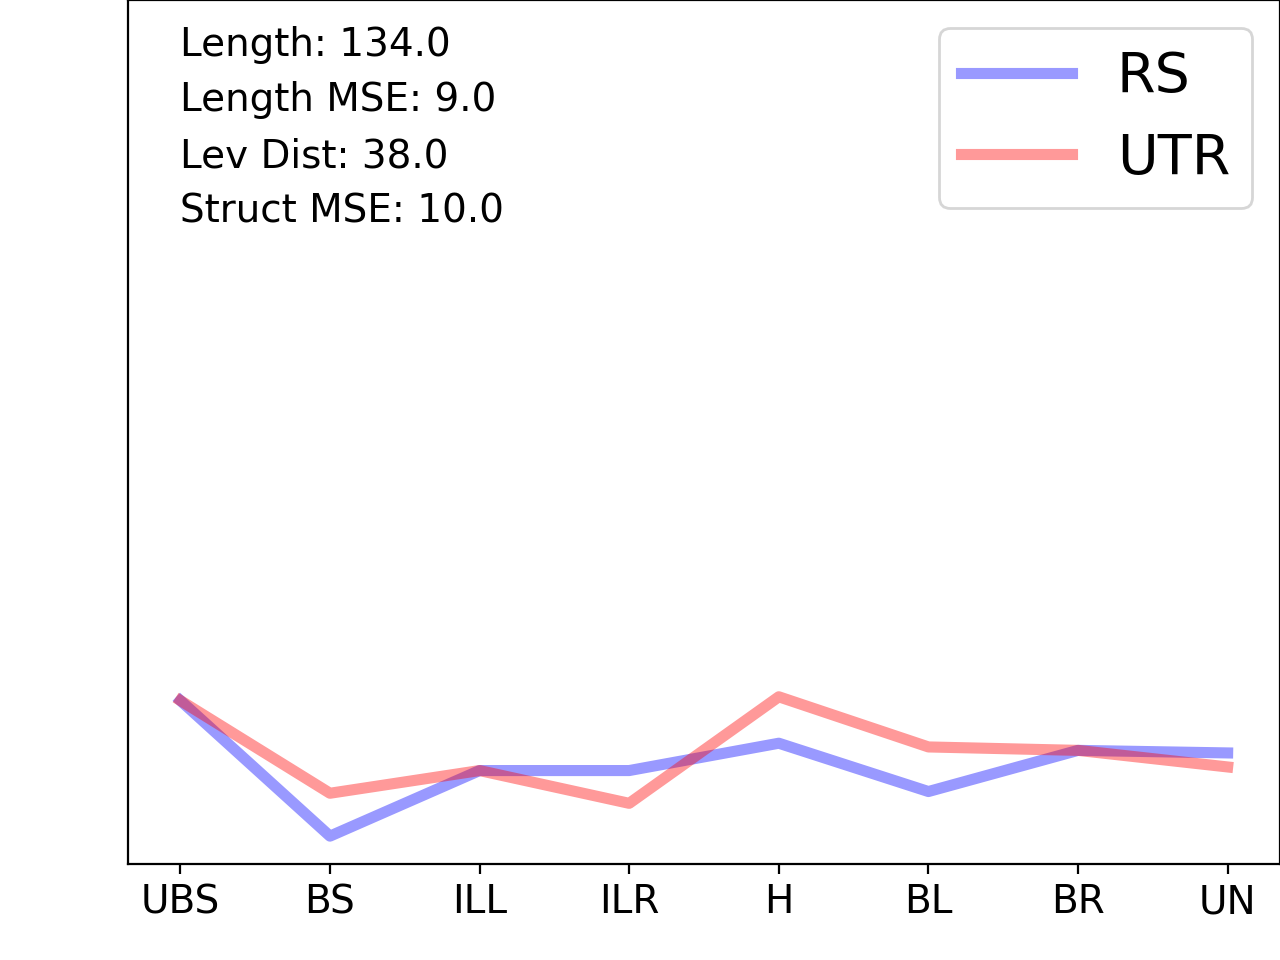 Length: 134.0
Length MSE: 9.0
Lev Dist: 38.0
Struct MSE: 10.0
RS
UTR
UBS BS ILL ILR H BL BR UN